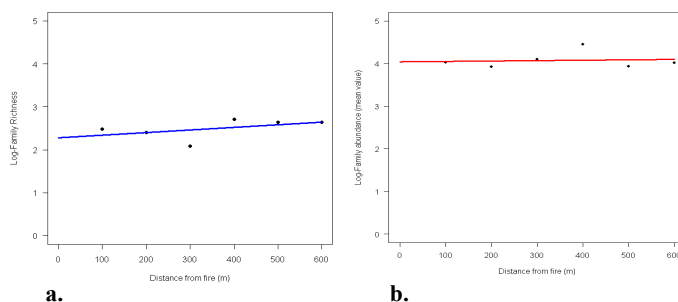 5
4
3
2
1
0
Log-Family Richness
0 100 200 300 400 500 600
Distance from fire (m)
a.
5
4
3
2
1
0
Log-Family abundance (mean value)
0 100 200 300 400 500 600
Distance from fire (m)
b.